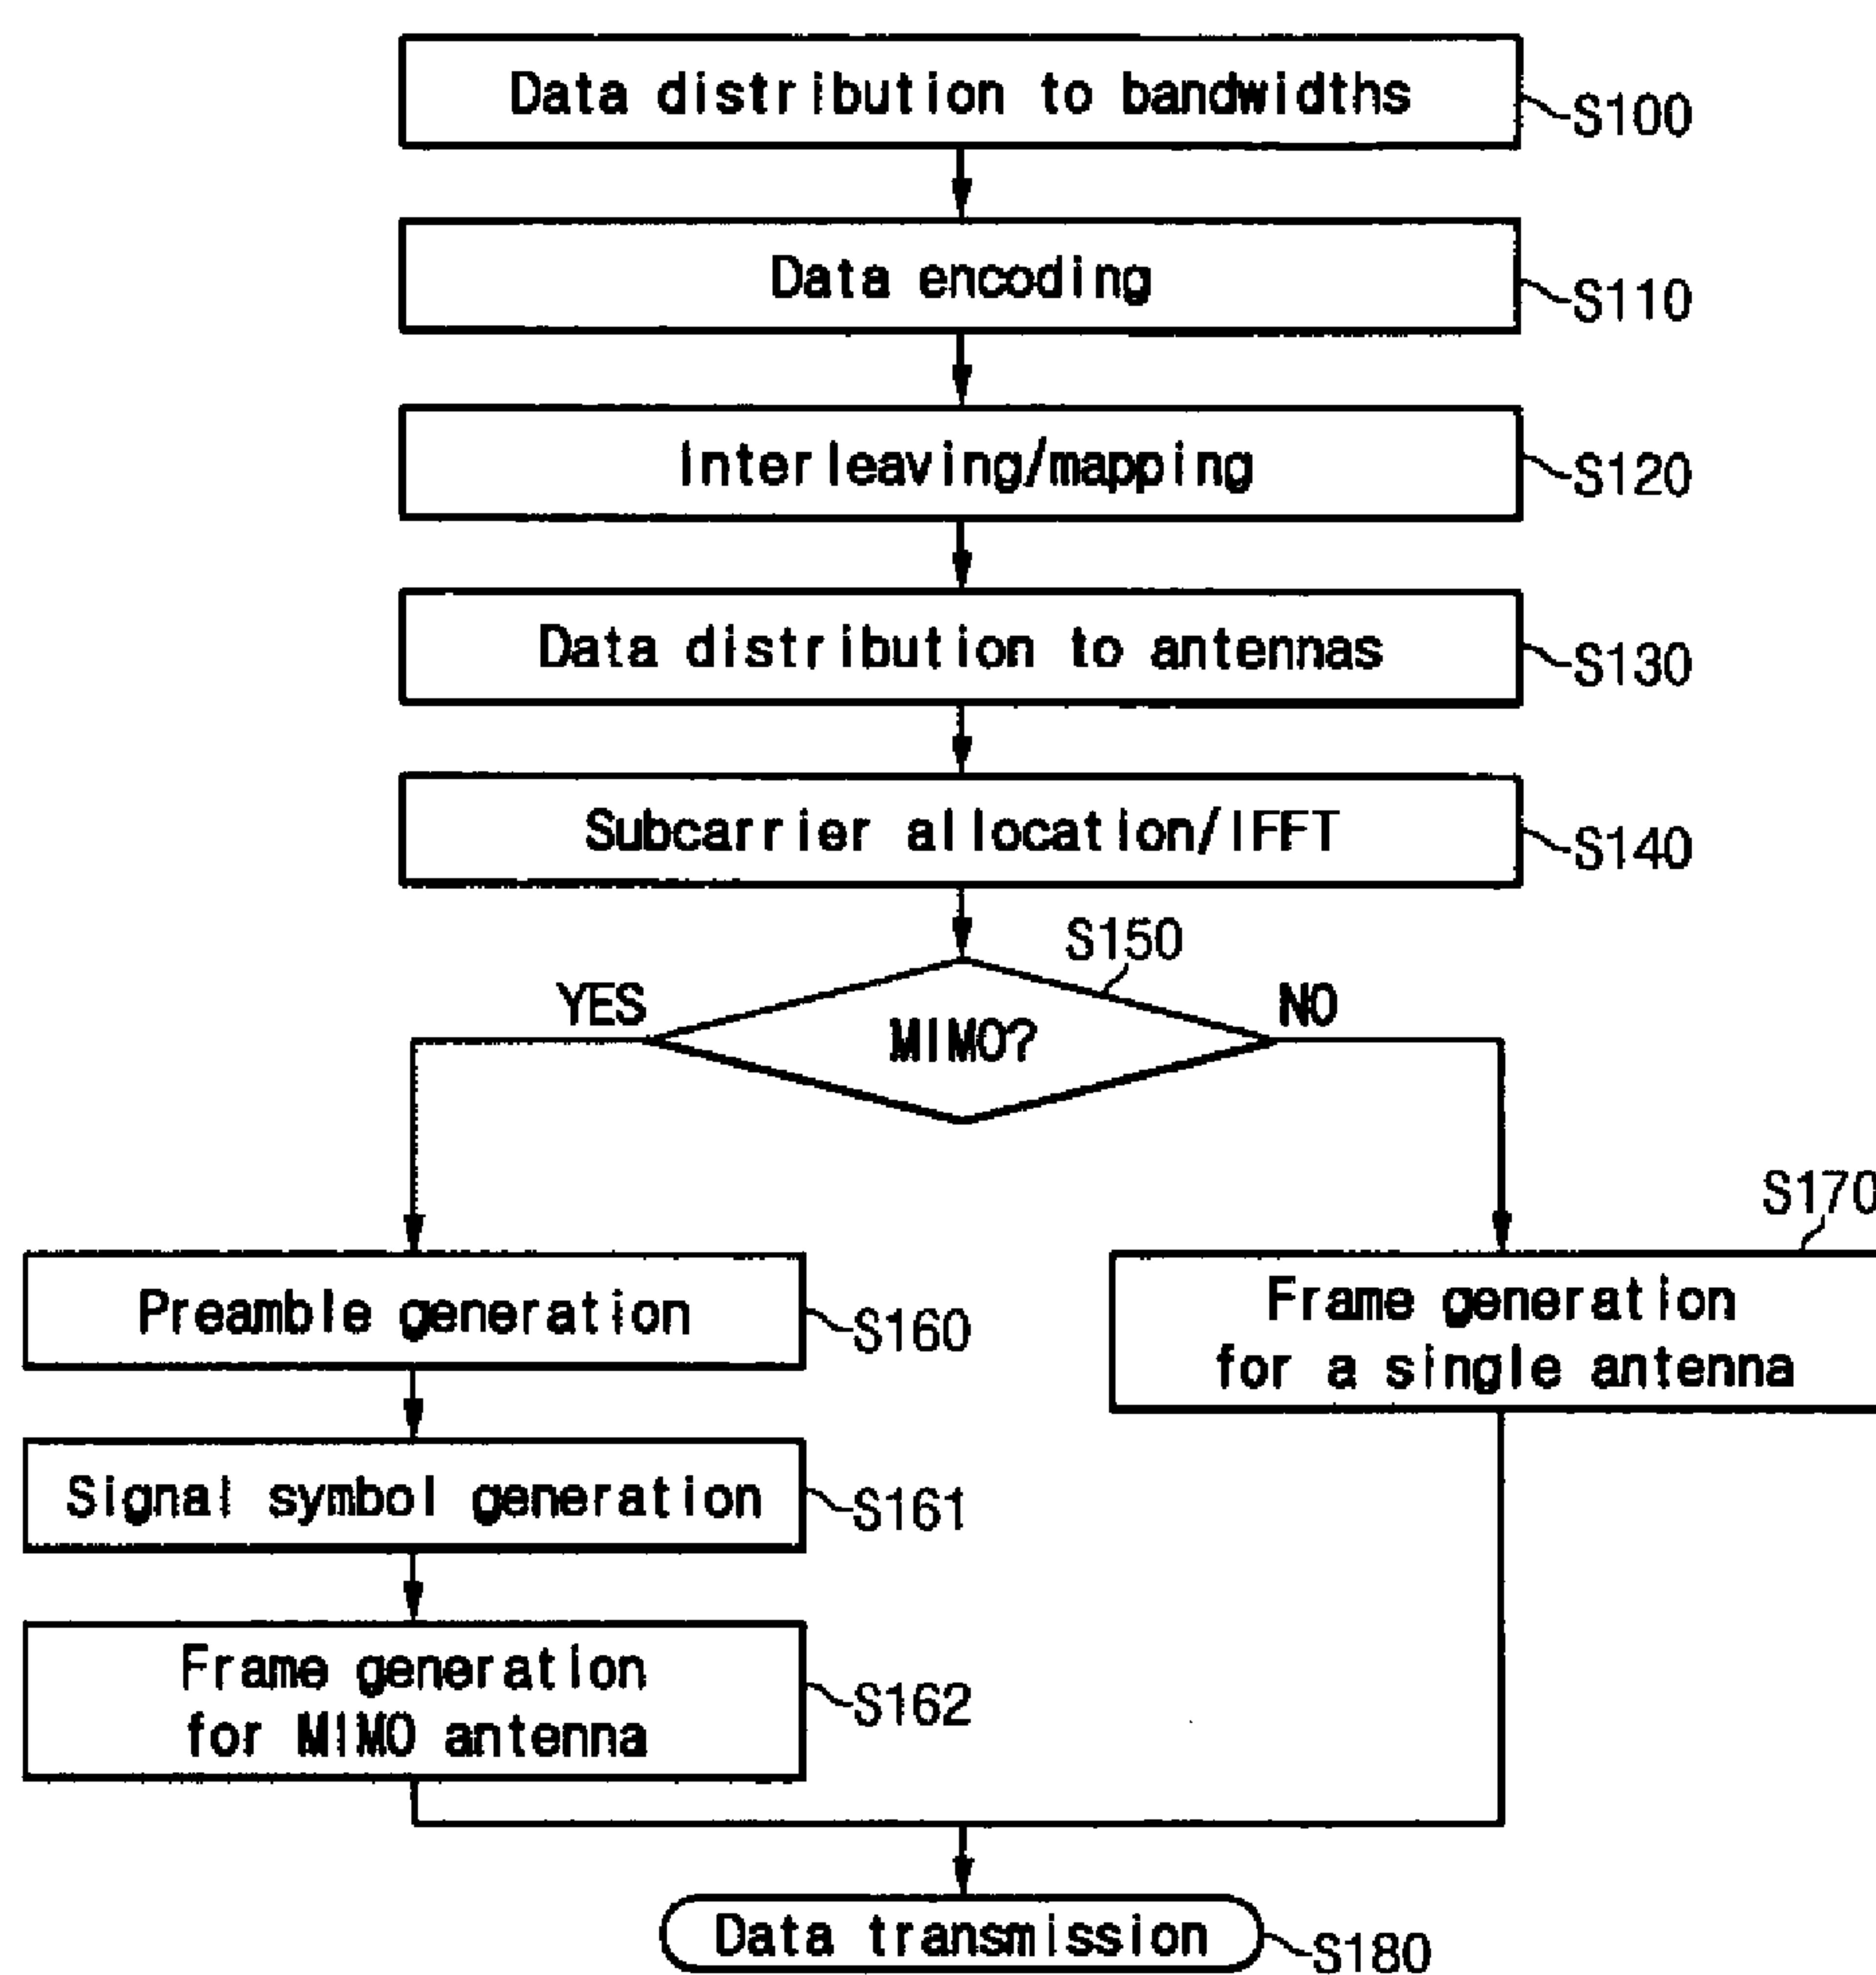 Data distribution to bandwidths
S100
Data encoding
S110
Interleaving/mapping
S120
Data distribution to antennas
S130
Subcarrier allocation/IFFT
S140
S150
YES
MIMO?
NO
S170
Preamble generation
S160
Frame generation
for a single antenna
Signal symbol generation
S161
Frame generation
for MIMO antenna
S162
Data transmission
S180